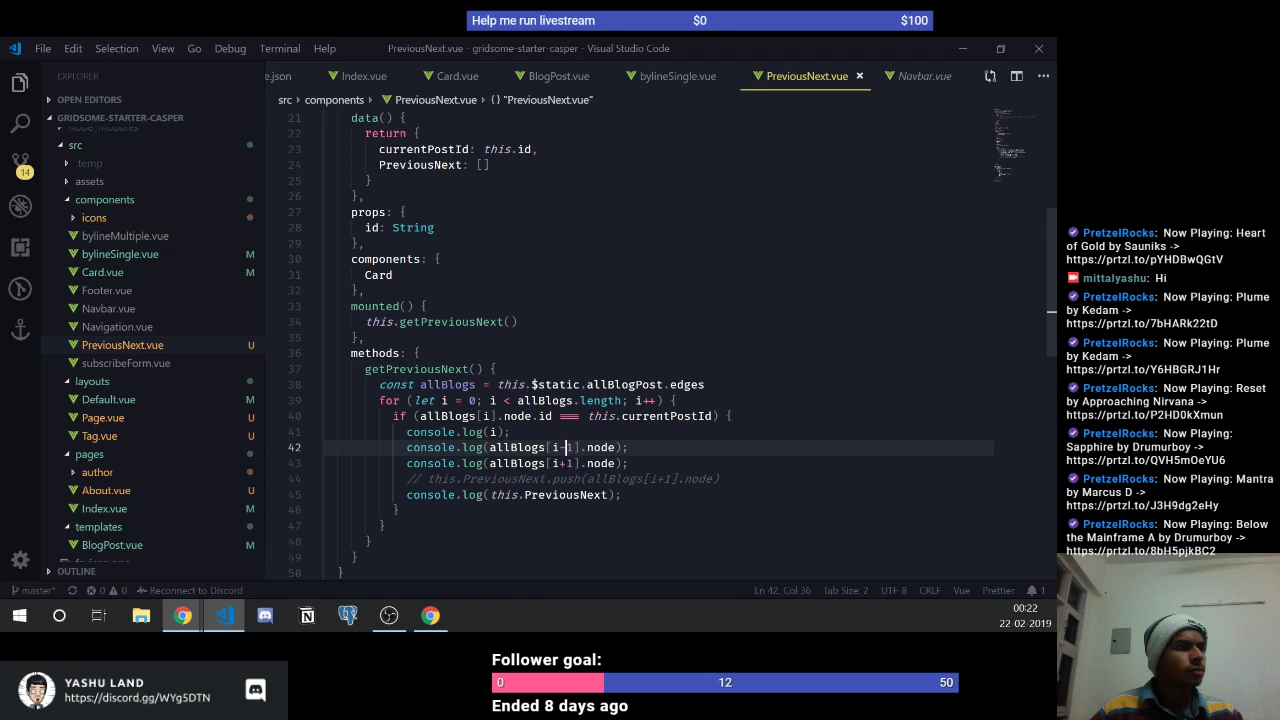 Help me run livestream $0 $100
File Edit Selection View Go Debug Terminal Help PreviousNext.vue - gridsome-starter-casper - Visual Studio Code
EXPLORER
OPEN EDITORS
GRIDSOME-STARTER-CASPER
node_modules
src
.temp
assets
components
icons
bylineMultiple.vue
bylineSingle.vue M
Card.vue M
Footer.vue
Navbar.vue
Navigation.vue
PreviousNext.vue U
subscribeForm.vue
layouts
Default.vue M
Page.vue U
Tag.vue U
pages
author
About.vue U
Index.vue M
templates
BlogPost.vue M
OUTLINE
14
e.json Index.vue Card.vue BlogPost.vue bylineSingle.vue PreviousNext.vue × Navbar.vue
src › components › PreviousNext.vue › {} "PreviousNext.vue"
21 data() {
22 return {
23 currentPostId: this.id,
24 PreviousNext: []
25 }
26 },
27 props: {
28 id: String
29 },
30 components: {
31 Card
32 },
33 mounted() {
34 this.getPreviousNext()
35 },
36 methods: {
37 getPreviousNext() {
38 const allBlogs = this.$static.allBlogPost.edges
39 for (let i = 0; i < allBlogs.length; i++) {
40 if (allBlogs[i].node.id === this.currentPostId) {
41 console.log(i);
42 console.log(allBlogs[i-1].node);
43 console.log(allBlogs[i+1].node);
44 // this.PreviousNext.push(allBlogs[i+1].node)
45 console.log(this.PreviousNext);
46 }
47 }
48 }
49 }
50 }
master* 0 0 Reconnect to Discord Ln 42, Col 36 Tab Size: 2 UTF-8 CRLF Vue Prettier 1
00:22
22-02-2019
PretzelRocks: Now Playing: Heart
of Gold by Sauniks ->
https://prtzl.to/pYHDBwQGtV
mittalyashu: Hi
PretzelRocks: Now Playing: Plume
by Kedam ->
https://prtzl.to/7bHARk22tD
PretzelRocks: Now Playing: Plume
by Kedam ->
https://prtzl.to/Y6HBGRJ1Hr
PretzelRocks: Now Playing: Reset
by Approaching Nirvana ->
https://prtzl.to/P2HD0kXmun
PretzelRocks: Now Playing:
Sapphire by Drumurboy ->
https://prtzl.to/QVH5mOeYU6
PretzelRocks: Now Playing: Mantra
by Marcus D ->
https://prtzl.to/J3H9dg2eHy
PretzelRocks: Now Playing: Below
the Mainframe A by Drumurboy ->
https://prtzl.to/8bH5pjkBC2
YASHU LAND
https://discord.gg/WYg5DTN
Follower goal:
0 12 50
Ended 8 days ago